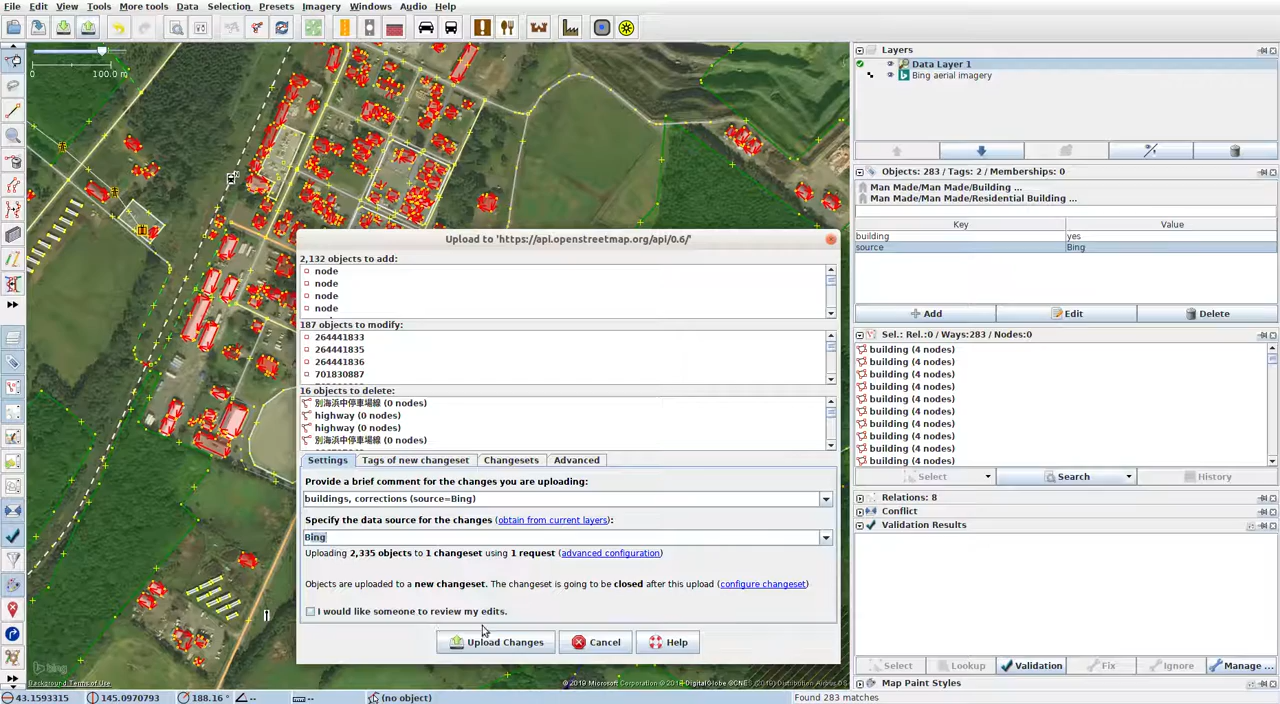 File Edit View Tools More tools Data Selection Presets Imagery Windows Audio Help
0 100.0 m
Layers
Data Layer 1
Bing aerial imagery
Objects: 283 / Tags: 2 / Memberships: 0
Man Made/Man Made/Building ...
Man Made/Residential Building ...
Key Value
building yes
source Bing
Add Edit Delete
Sel.: Rel.:0 / Ways:283 / Nodes:0
building (4 nodes)
building (4 nodes)
building (4 nodes)
building (4 nodes)
building (4 nodes)
building (4 nodes)
building (4 nodes)
building (4 nodes)
building (4 nodes)
building (4 nodes)
Select Search History
Relations: 8
Conflict
Validation Results
Select Lookup Validation Fix Ignore Manage ...
Map Paint Styles
Upload to 'https://api.openstreetmap.org/api/0.6/'
2,132 objects to add:
node
node
node
node
187 objects to modify:
264441833
264441835
264441836
701830887
16 objects to delete:
別海浜中停車場線 (0 nodes)
highway (0 nodes)
highway (0 nodes)
別海浜中停車場線 (0 nodes)
Settings Tags of new changeset Changesets Advanced
Provide a brief comment for the changes you are uploading:
buildings, corrections (source=Bing)
Specify the data source for the changes (obtain from current layers):
Bing
Uploading 2,335 objects to 1 changeset using 1 request (advanced configuration)
Objects are uploaded to a new changeset. The changeset is going to be closed after this upload (configure changeset)
I would like someone to review my edits.
Upload Changes Cancel Help
bing
Background Terms of Use
© 2019 Microsoft Corporation
43.1593315 145.0970793 188.16 ° -- -- (no object) Found 283 matches